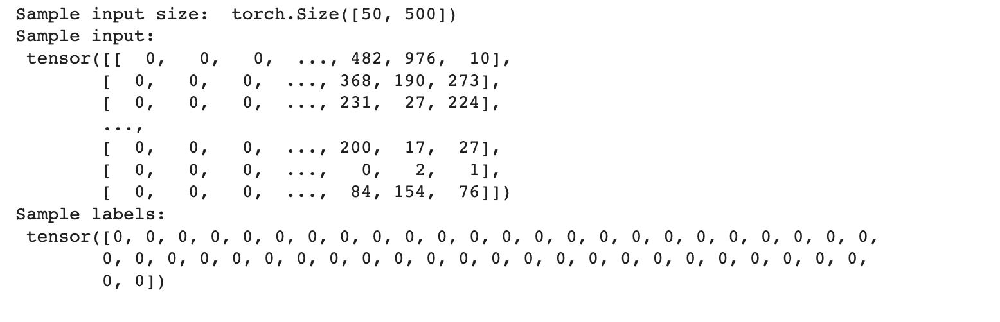 Sample input size:  torch.Size([50, 500])
Sample input:
 tensor([[  0,   0,   0,  ..., 482, 976,  10],
        [  0,   0,   0,  ..., 368, 190, 273],
        [  0,   0,   0,  ..., 231,  27, 224],
        ...,
        [  0,   0,   0,  ..., 200,  17,  27],
        [  0,   0,   0,  ...,   0,   2,   1],
        [  0,   0,   0,  ...,  84, 154,  76]])
Sample labels:
 tensor([0, 0, 0, 0, 0, 0, 0, 0, 0, 0, 0, 0, 0, 0, 0, 0, 0, 0, 0, 0, 0, 0, 0, 0,
        0, 0, 0, 0, 0, 0, 0, 0, 0, 0, 0, 0, 0, 0, 0, 0, 0, 0, 0, 0, 0, 0, 0, 0,
        0, 0])